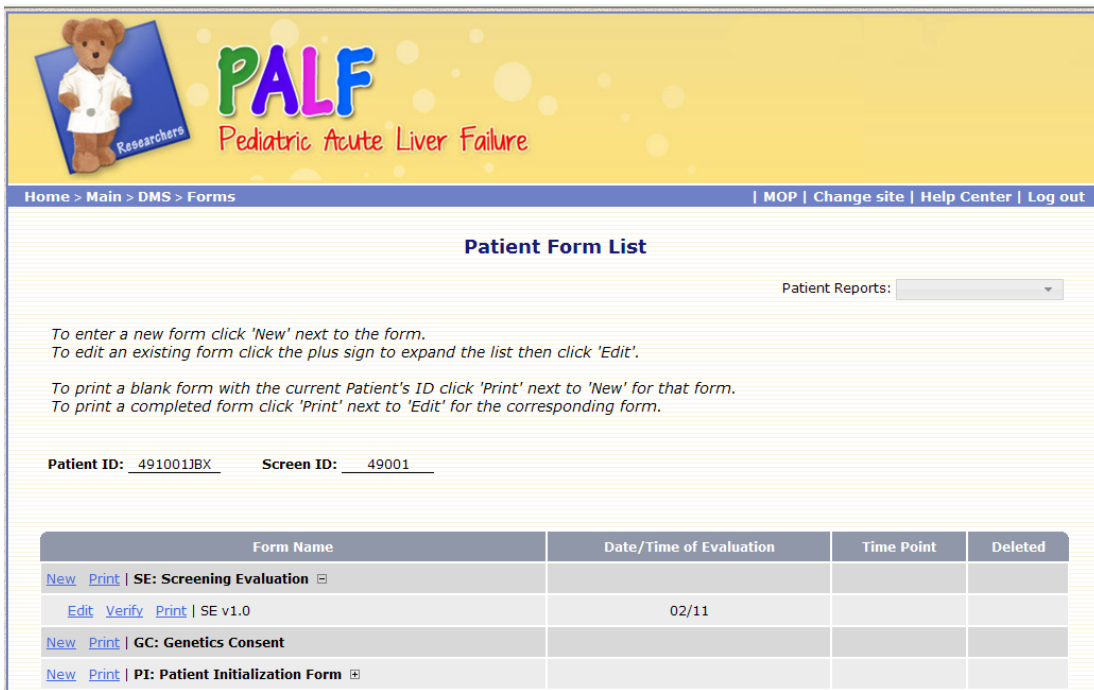 Researchers
PALF
Pediatric Acute Liver Failure
Home > Main > DMS > Forms | MOP | Change site | Help Center | Log out
Patient Form List
Patient Reports:
To enter a new form click 'New' next to the form.
To edit an existing form click the plus sign to expand the list then click 'Edit'.
To print a blank form with the current Patient's ID click 'Print' next to 'New' for that form.
To print a completed form click 'Print' next to 'Edit' for the corresponding form.
Patient ID: 491001JBX Screen ID: 49001
Form Name Date/Time of Evaluation Time Point Deleted
New Print | SE: Screening Evaluation
Edit Verify Print | SE v1.0 02/11
New Print | GC: Genetics Consent
New Print | PI: Patient Initialization Form